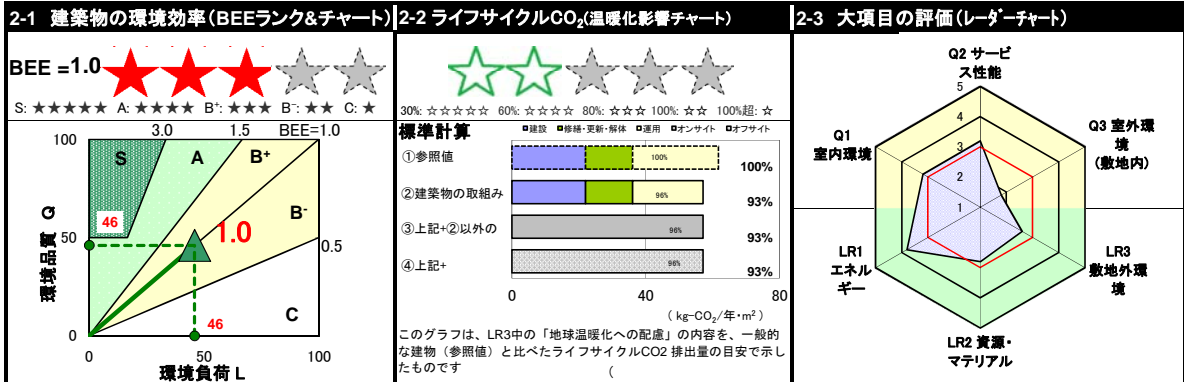 2-1 建築物の環境効率(BEEランク&チャート)
BEE =1.0
S: ★★★★★ A: ★★★★ B+: ★★★ B-: ★★ C: ★
3.0 1.5 BEE=1.0
100
S
A
B+
B-
46
1.0
50
0.5
環境品質 Q
C
46
0
0 50 100
環境負荷 L
2-2 ライフサイクルCO2(温暖化影響チャート)
30%: ☆☆☆☆☆ 60%: ☆☆☆☆ 80%: ☆☆☆ 100%: ☆☆ 100%超: ☆
標準計算
建設 修繕・更新・解体 運用 オンサイト オフサイト
①参照値 100% 100%
②建築物の取組み 96% 93%
③上記+②以外の 96% 93%
④上記+ 96% 93%
0 40 80
( kg-CO2/年・m2 )
このグラフは、LR3中の「地球温暖化への配慮」の内容を、一般的
な建物(参照値)と比べたライフサイクルCO2 排出量の目安で示し
たものです (
2-3 大項目の評価(レーダーチャート)
Q2 サービ
ス性能
5
4
3
2
1
Q1
室内環境
Q3 室外環
境
(敷地内)
LR1
エネル
ギー
LR3
敷地外環
境
LR2 資源・
マテリアル